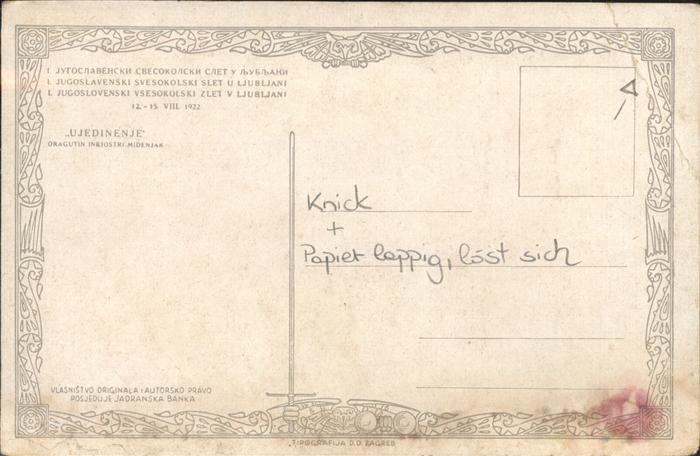 I. ЈУГОСЛАВЕНСКИ СВЕСОКОЛСКИ СЛЕТ У ЉУБЉАНИ
I. JUGOSLAVENSKI SVESOKOLSKI SLET U LJUBLJANI
I. JUGOSLOVENSKI VSESOKOLSKI ZLET V LJUBLJANI
12.-15. VIII. 1922
„UJEDINENJE"
DRAGUTIN INKIOSTRI MEDENJAK
Knick
+
Papier lappig, löst sich
VLASNIŠTVO ORIGINALA I AUTORSKO PRAVO
POSJEDUJE JADRANSKA BANKA
TIPOGRAFIJA D.D. ZAGREB